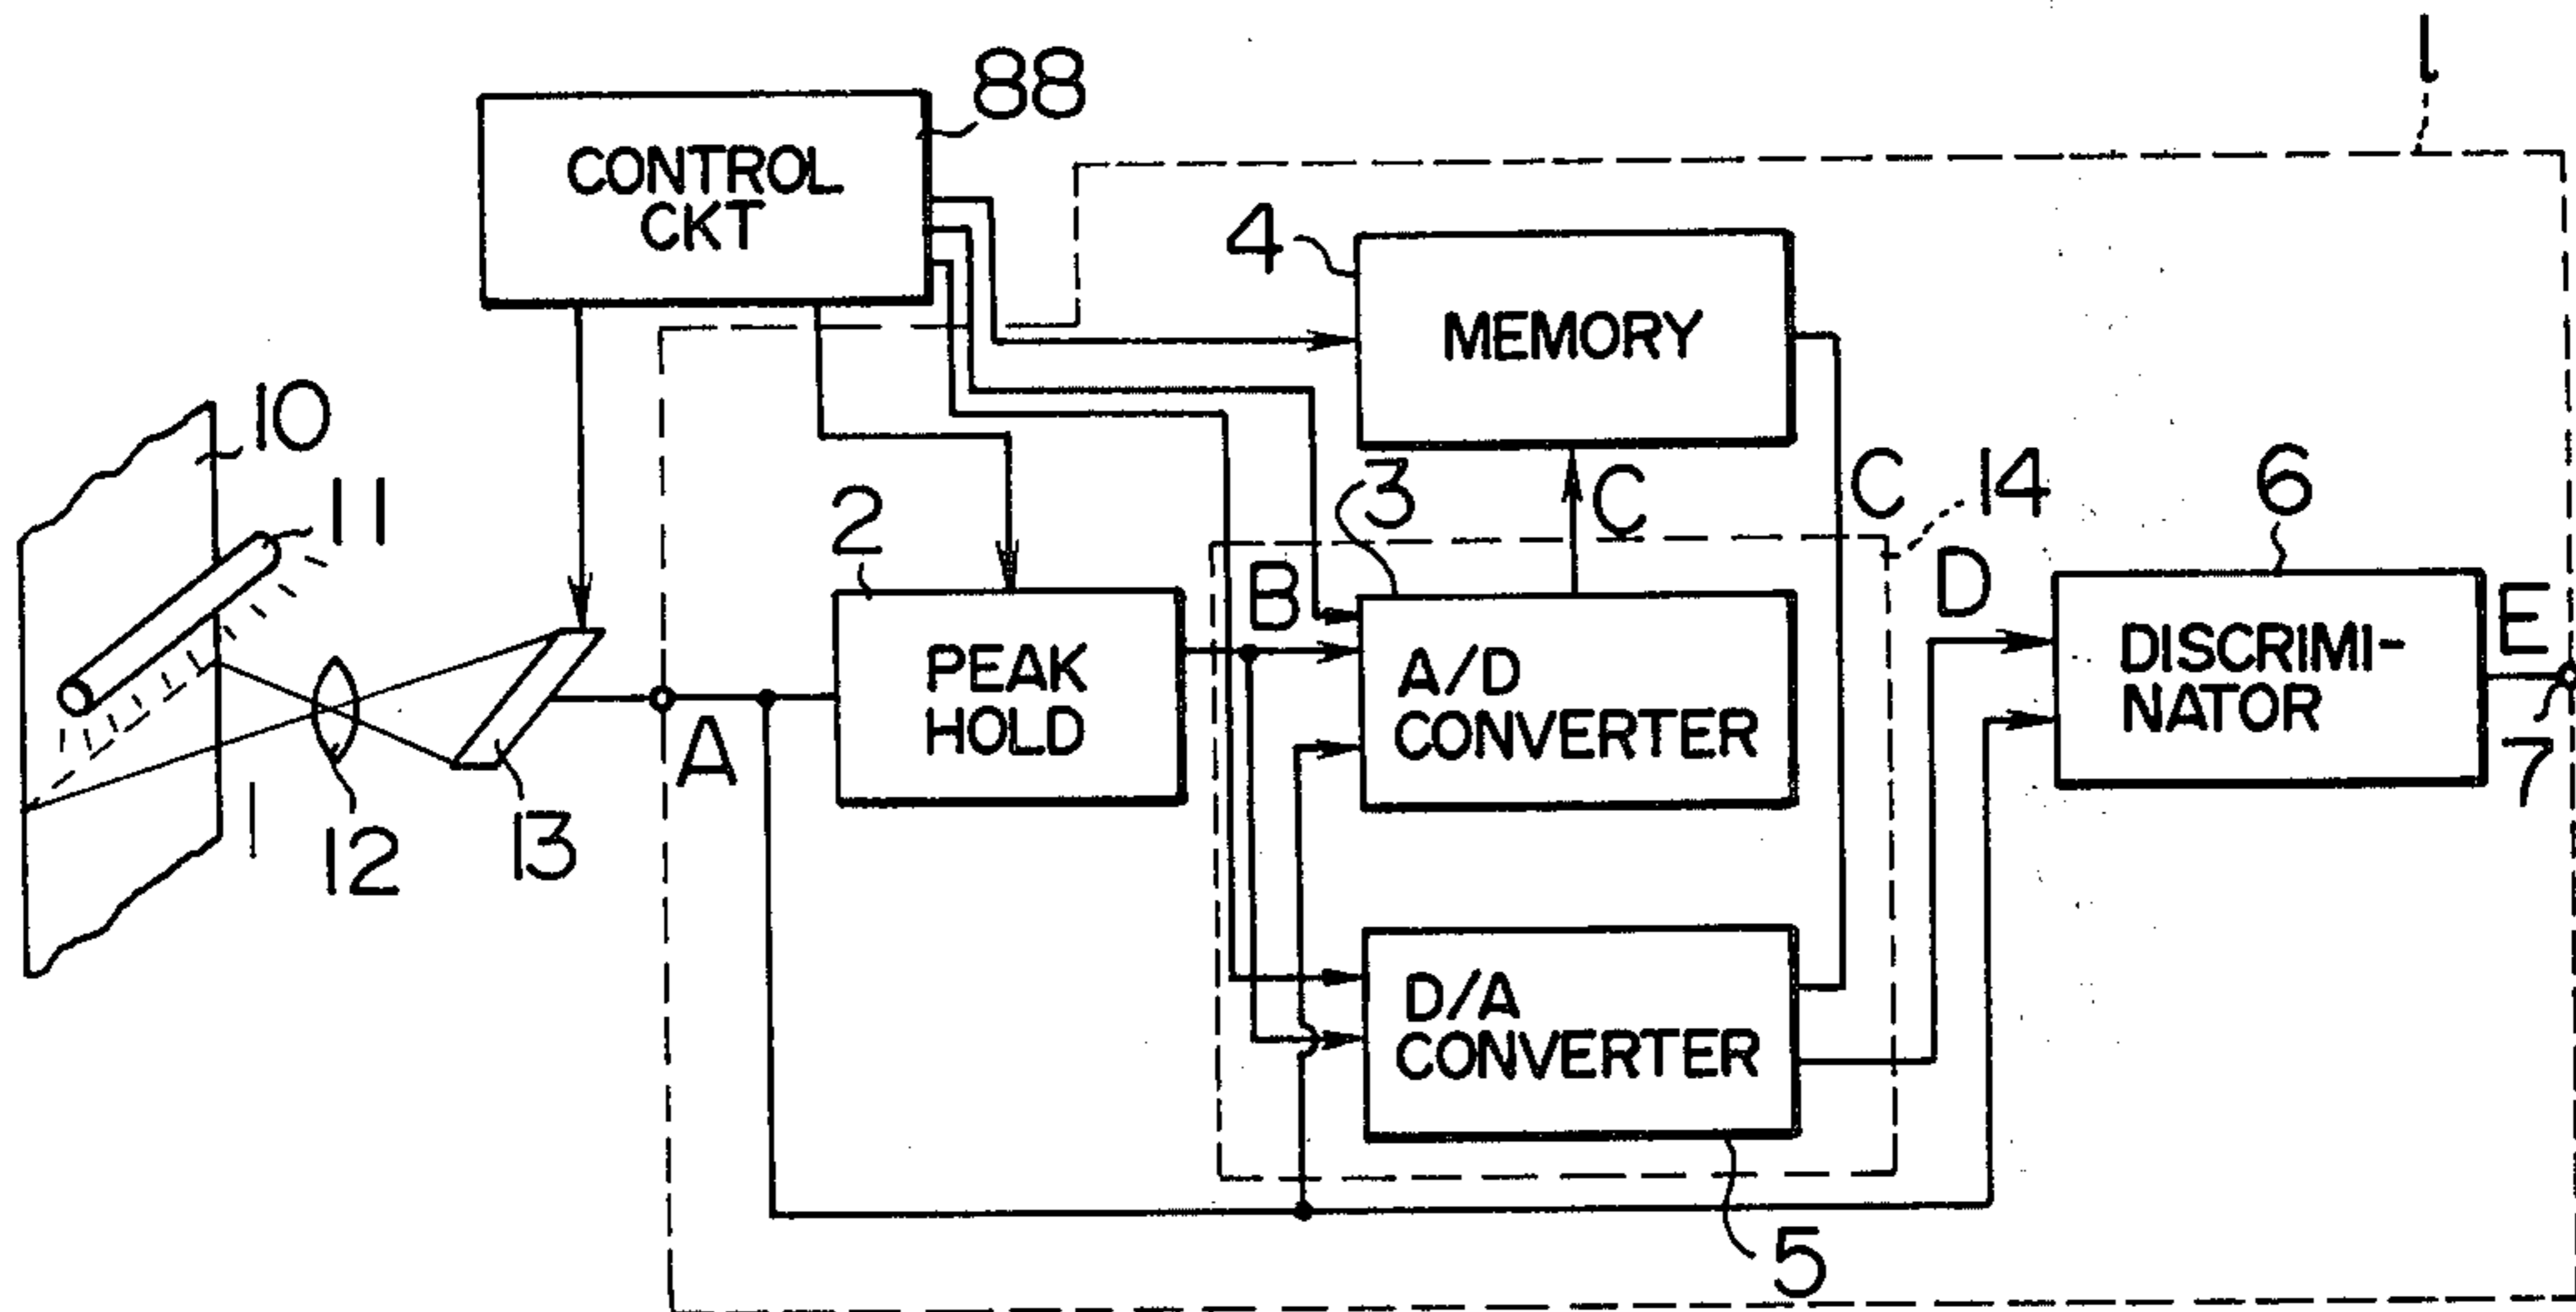 1
88
CONTROL
CKT
4
MEMORY
10
11
2
3
C
C
14
6
B
D
E
PEAK
HOLD
A/D
CONVERTER
DISCRIMI-
NATOR
A
7
1
12
13
D/A
CONVERTER
5